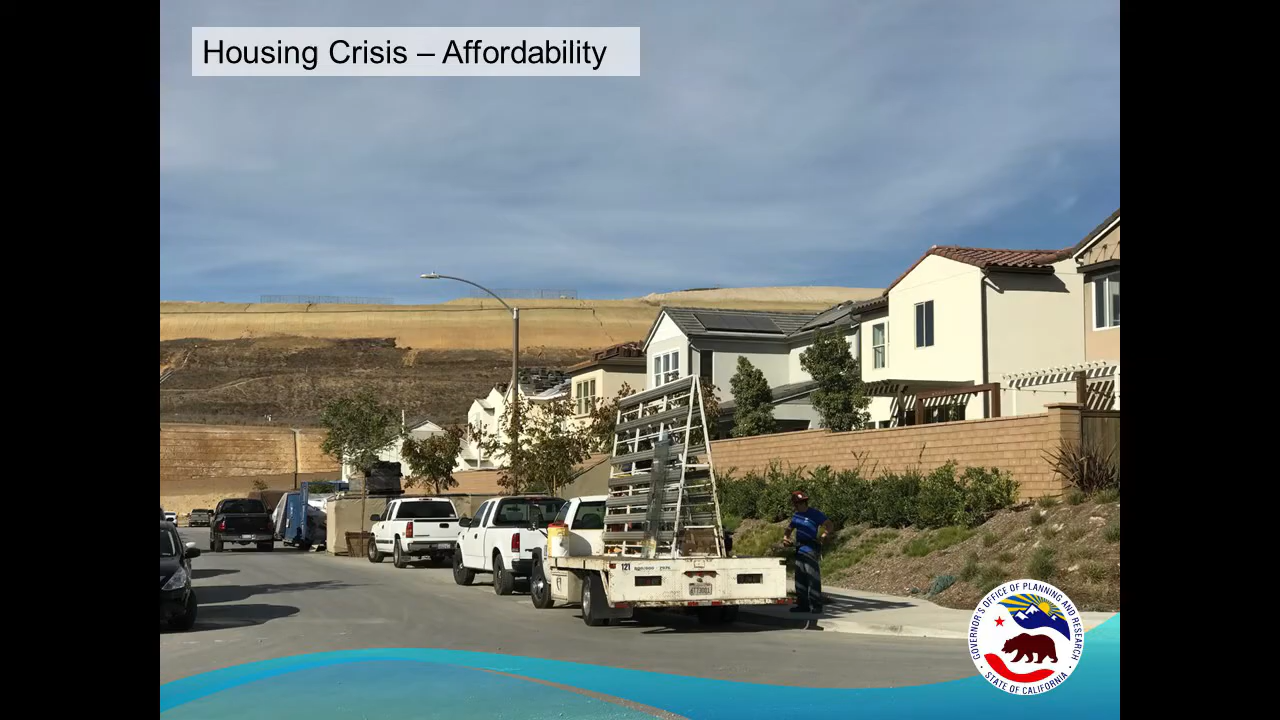 Housing Crisis – Affordability
121
GOVERNOR'S OFFICE OF PLANNING AND RESEARCH
STATE OF CALIFORNIA